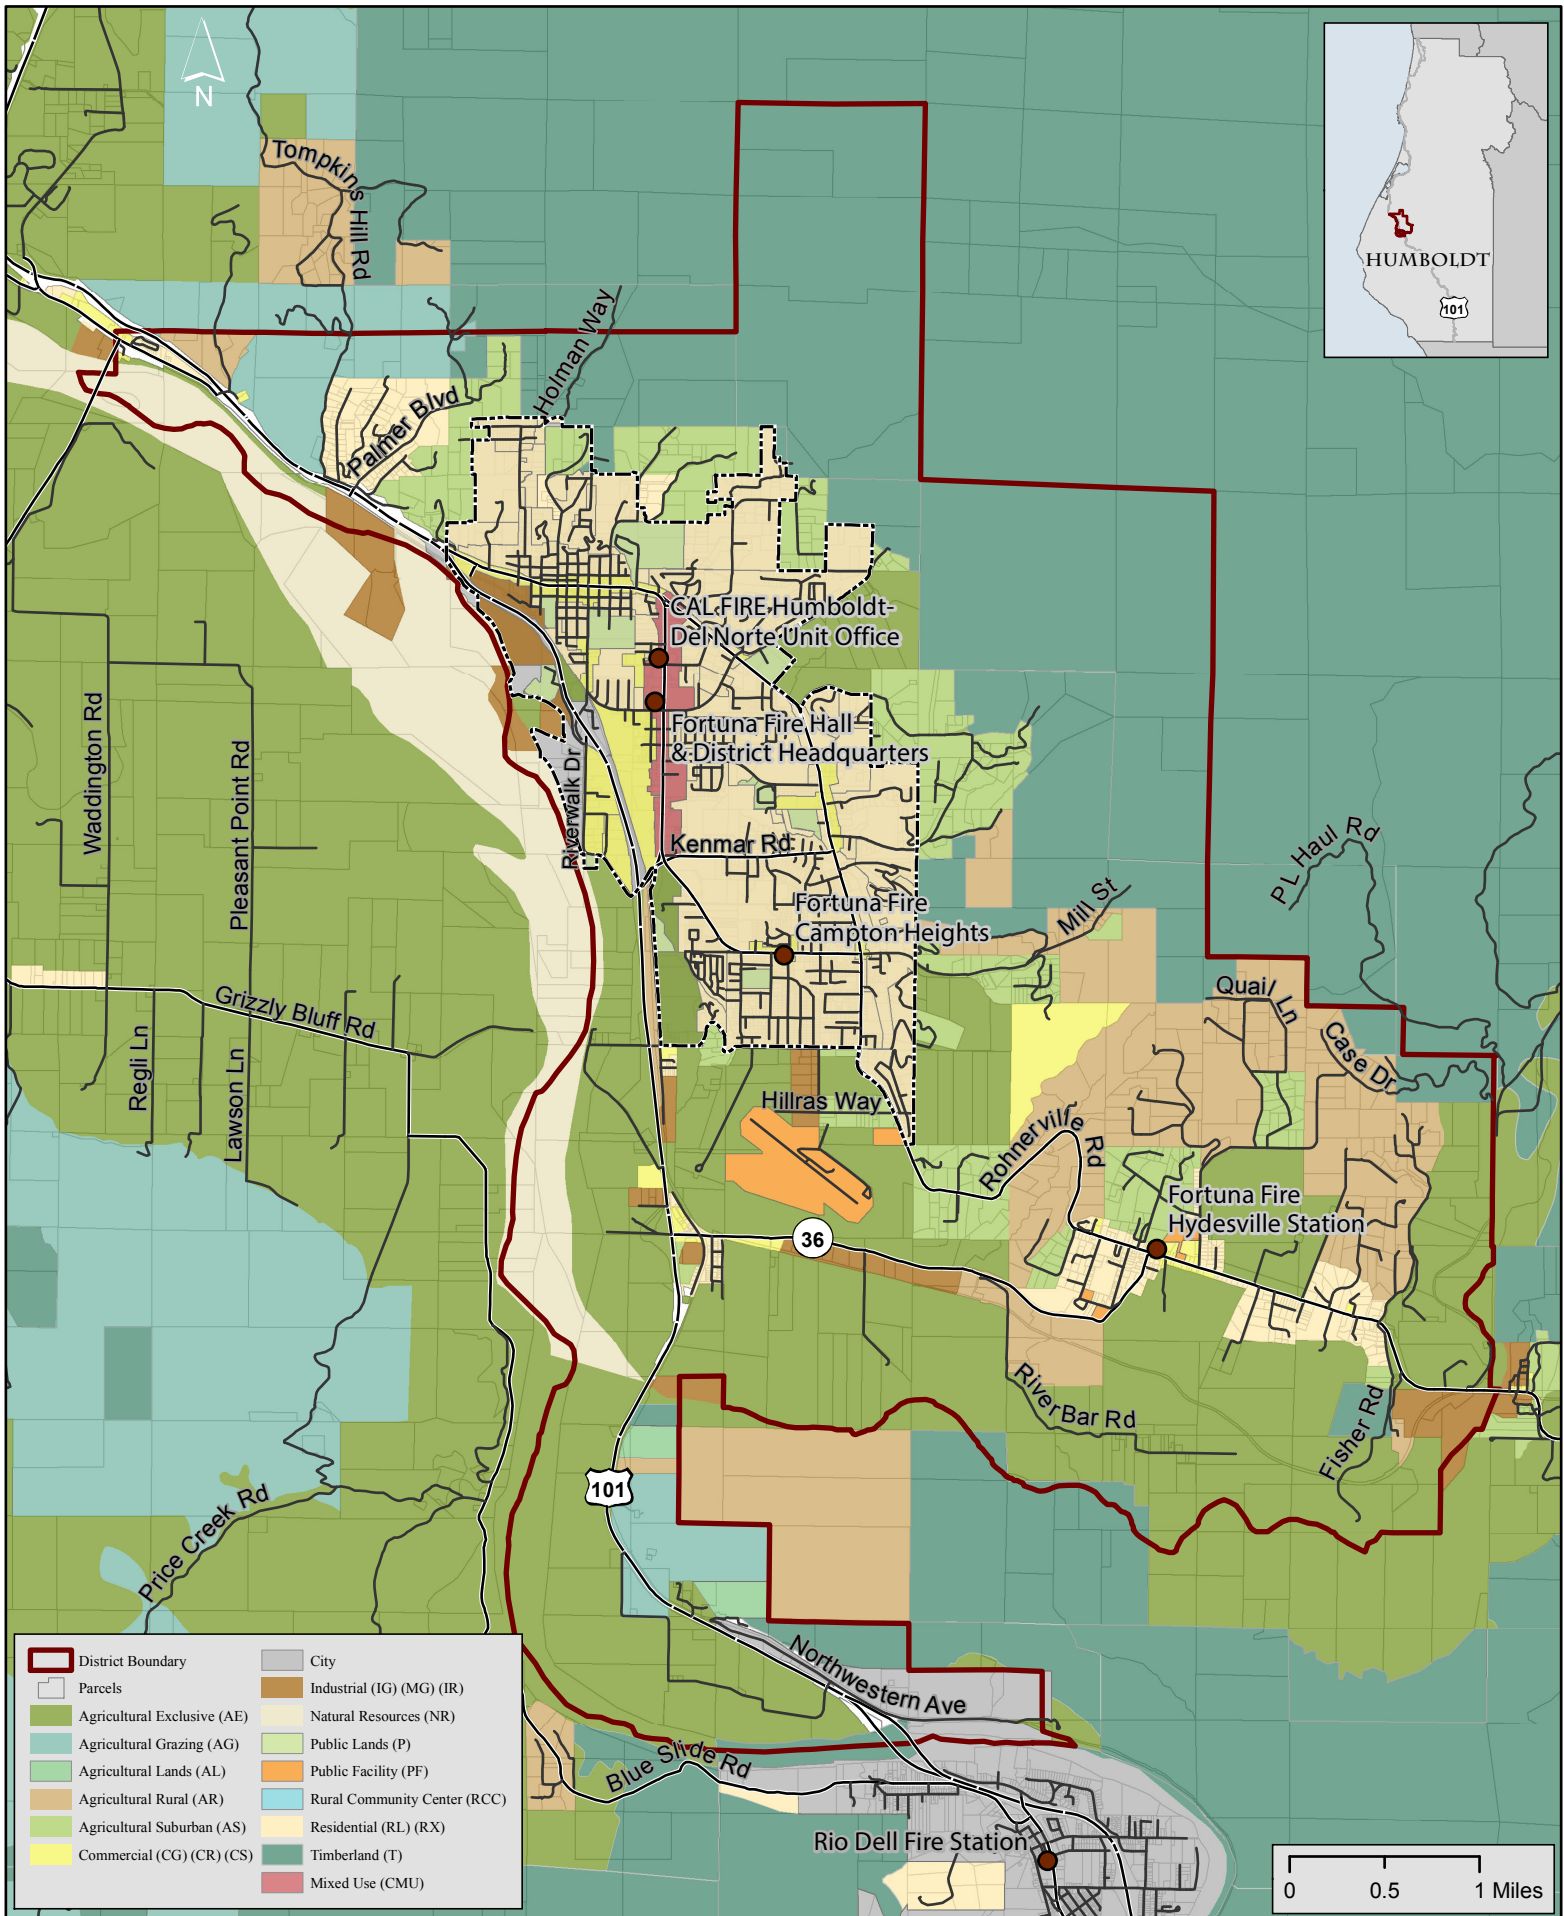 N
HUMBOLDT
101
Tompkins Hill Rd
Holman Way
Palmer Blvd
CAL FIRE Humboldt-
Del Norte Unit Office
Fortuna Fire Hall
& District Headquarters
Waddington Rd
Pleasant Point Rd
Riverwalk Dr
Kenmar Rd
P L Haul Rd
Fortuna Fire
Campton Heights
Mill St
Grizzly Bluff Rd
Quail Ln
Case Dr
Regli Ln
Lawson Ln
Hillras Way
Rohnerville Rd
Fortuna Fire
Hydesville Station
36
River Bar Rd
Fisher Rd
101
Price Creek Rd
Northwestern Ave
Blue Slide Rd
Rio Dell Fire Station
District Boundary
Parcels
Agricultural Exclusive (AE)
Agricultural Grazing (AG)
Agricultural Lands (AL)
Agricultural Rural (AR)
Agricultural Suburban (AS)
Commercial (CG) (CR) (CS)
City
Industrial (IG) (MG) (IR)
Natural Resources (NR)
Public Lands (P)
Public Facility (PF)
Rural Community Center (RCC)
Residential (RL) (RX)
Timberland (T)
Mixed Use (CMU)
0 0.5 1 Miles